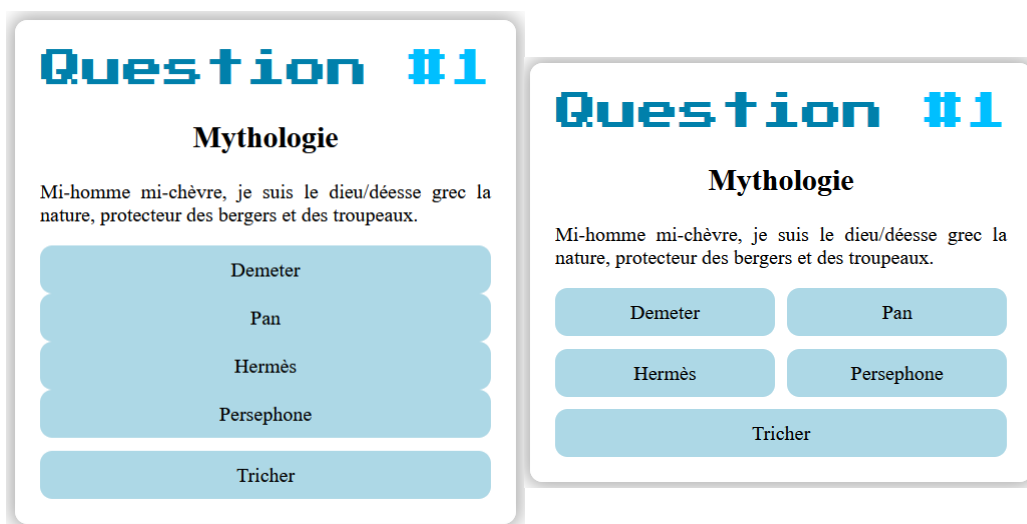 Question #1
Mythologie
Mi-homme mi-chèvre, je suis le dieu/déesse grec la
nature, protecteur des bergers et des troupeaux.
Demeter
Pan
Hermès
Persephone
Tricher
Question #1
Mythologie
Mi-homme mi-chèvre, je suis le dieu/déesse grec la
nature, protecteur des bergers et des troupeaux.
Demeter
Pan
Hermès
Persephone
Tricher